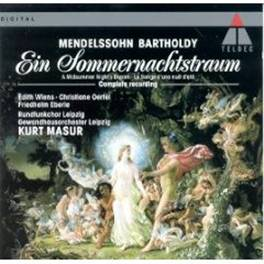 DIGITAL
TELDEC
MENDELSSOHN BARTHOLDY
Ein Sommernachtstraum
A Midsummer Night's Dream · Le Songe d'une nuit d'été
Complete recording
Edith Wiens · Christiane Oertel
Friedhelm Eberle
Rundfunkchor Leipzig
Gewandhausorchester Leipzig
KURT MASUR